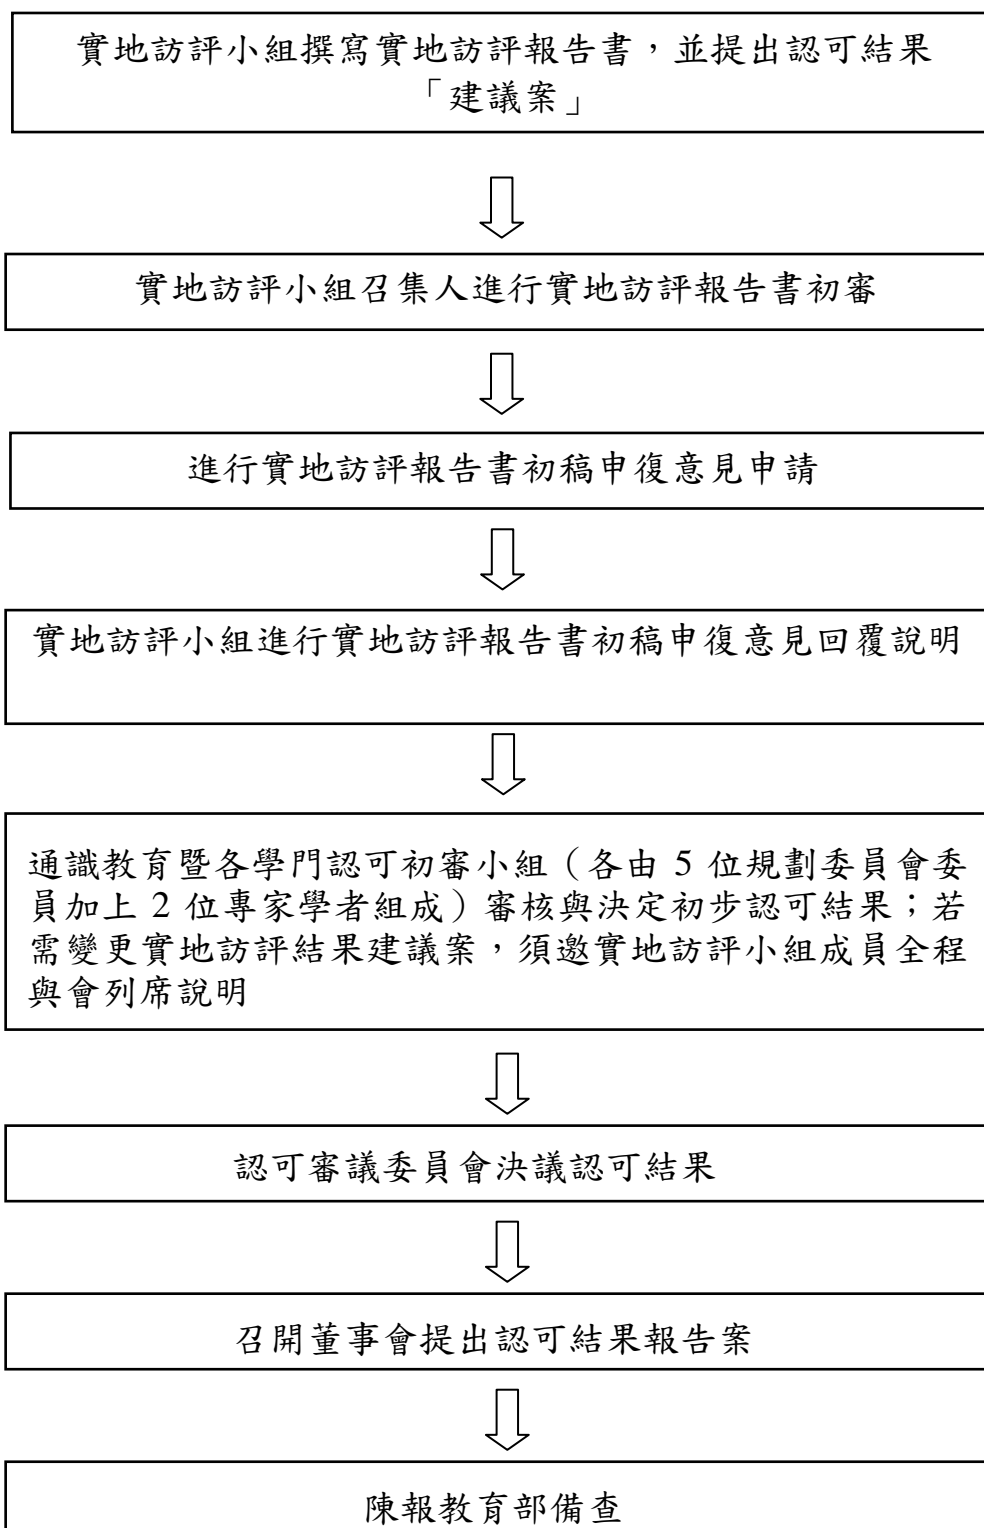 實地訪評小組撰寫實地訪評報告書，並提出認可結果
「建議案」
實地訪評小組召集人進行實地訪評報告書初審
進行實地訪評報告書初稿申復意見申請
實地訪評小組進行實地訪評報告書初稿申復意見回覆說明
通識教育暨各學門認可初審小組（各由 5 位規劃委員會委
員加上 2 位專家學者組成）審核與決定初步認可結果；若
需變更實地訪評結果建議案，須邀實地訪評小組成員全程
與會列席說明
認可審議委員會決議認可結果
召開董事會提出認可結果報告案
陳報教育部備查